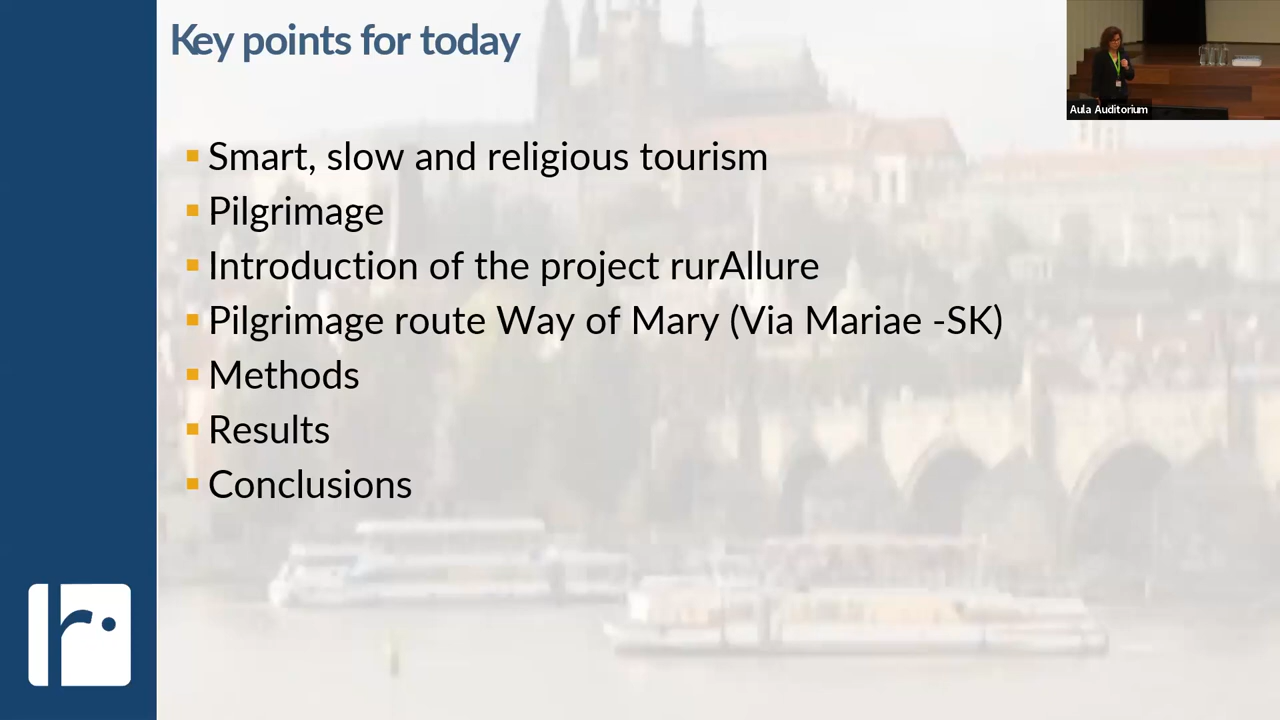 Key points for today
Aula Auditorium
Smart, slow and religious tourism
Pilgrimage
Introduction of the project rurAllure
Pilgrimage route Way of Mary (Via Mariae -SK)
Methods
Results
Conclusions
r.